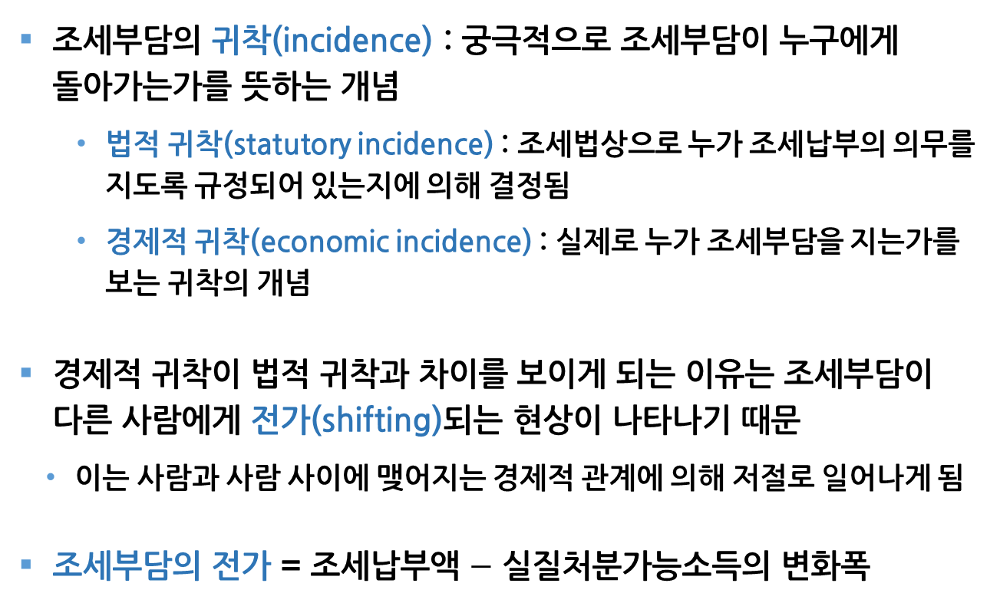 ▪ 조세부담의 귀착(incidence) : 궁극적으로 조세부담이 누구에게
돌아가는가를 뜻하는 개념
• 법적 귀착(statutory incidence) : 조세법상으로 누가 조세납부의 의무를
지도록 규정되어 있는지에 의해 결정됨
• 경제적 귀착(economic incidence) : 실제로 누가 조세부담을 지는가를
보는 귀착의 개념
▪ 경제적 귀착이 법적 귀착과 차이를 보이게 되는 이유는 조세부담이
다른 사람에게 전가(shifting)되는 현상이 나타나기 때문
• 이는 사람과 사람 사이에 맺어지는 경제적 관계에 의해 저절로 일어나게 됨
▪ 조세부담의 전가 = 조세납부액 − 실질처분가능소득의 변화폭